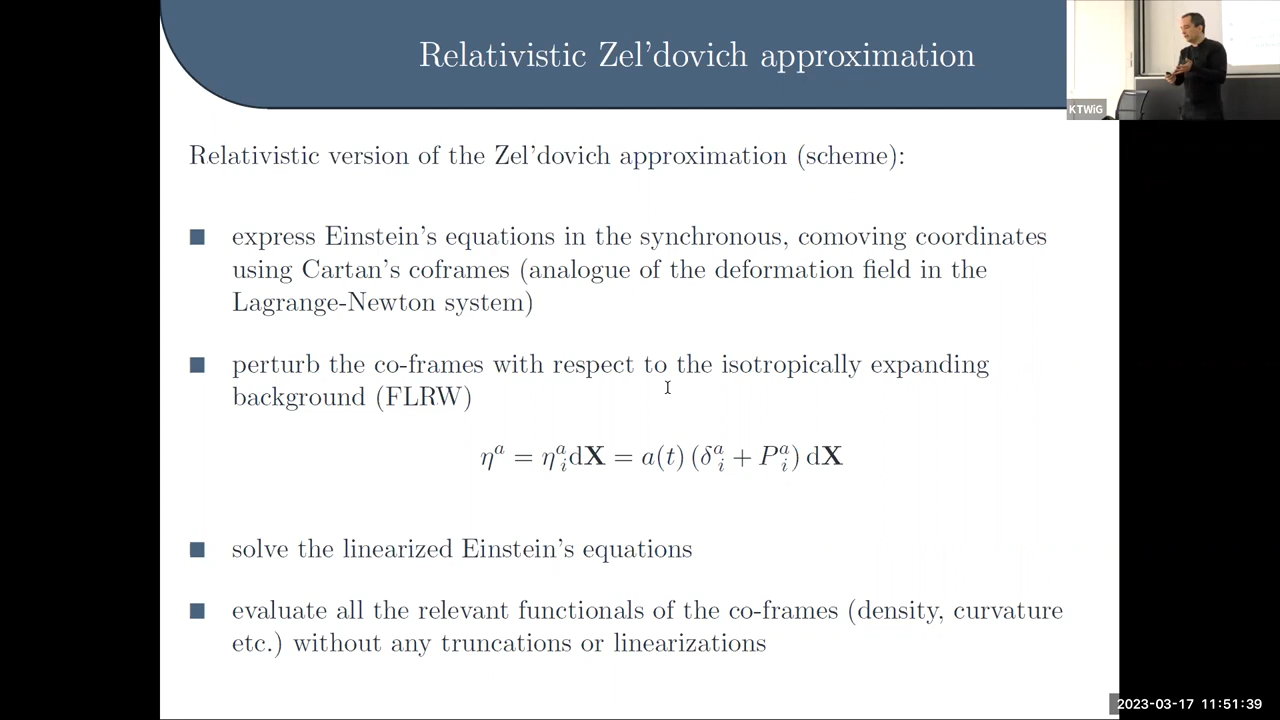 Relativistic Zel'dovich approximation
KTWiG
Relativistic version of the Zel'dovich approximation (scheme):
■ express Einstein's equations in the synchronous, comoving coordinates
using Cartan's coframes (analogue of the deformation field in the
Lagrange-Newton system)
■ perturb the co-frames with respect to the isotropically expanding
background (FLRW)
η^a = η^a_i dX = a(t) (δ^a_i + P^a_i) dX
■ solve the linearized Einstein's equations
■ evaluate all the relevant functionals of the co-frames (density, curvature
etc.) without any truncations or linearizations
2023-03-17 11:51:39